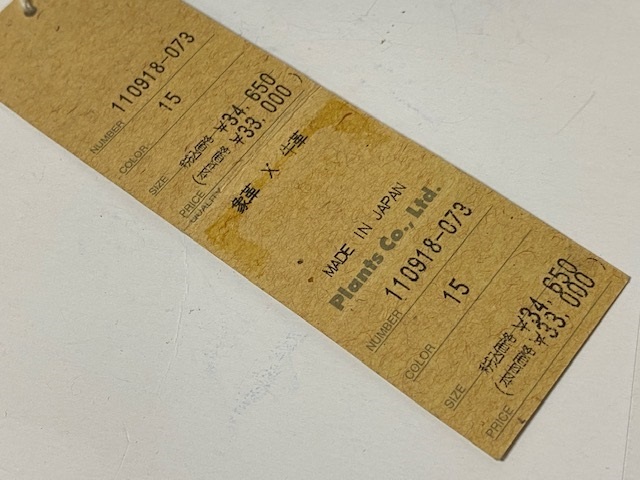 NUMBER 110918-073
COLOR 15
SIZE
PRICE 税込価格 ¥34,650
(本体価格 ¥33,000)
QUALITY
象革 X 牛革
MADE IN JAPAN
Plants Co., Ltd.
NUMBER 110918-073
COLOR 15
SIZE
PRICE 税込価格 ¥34,650
(本体価格 ¥33,000)